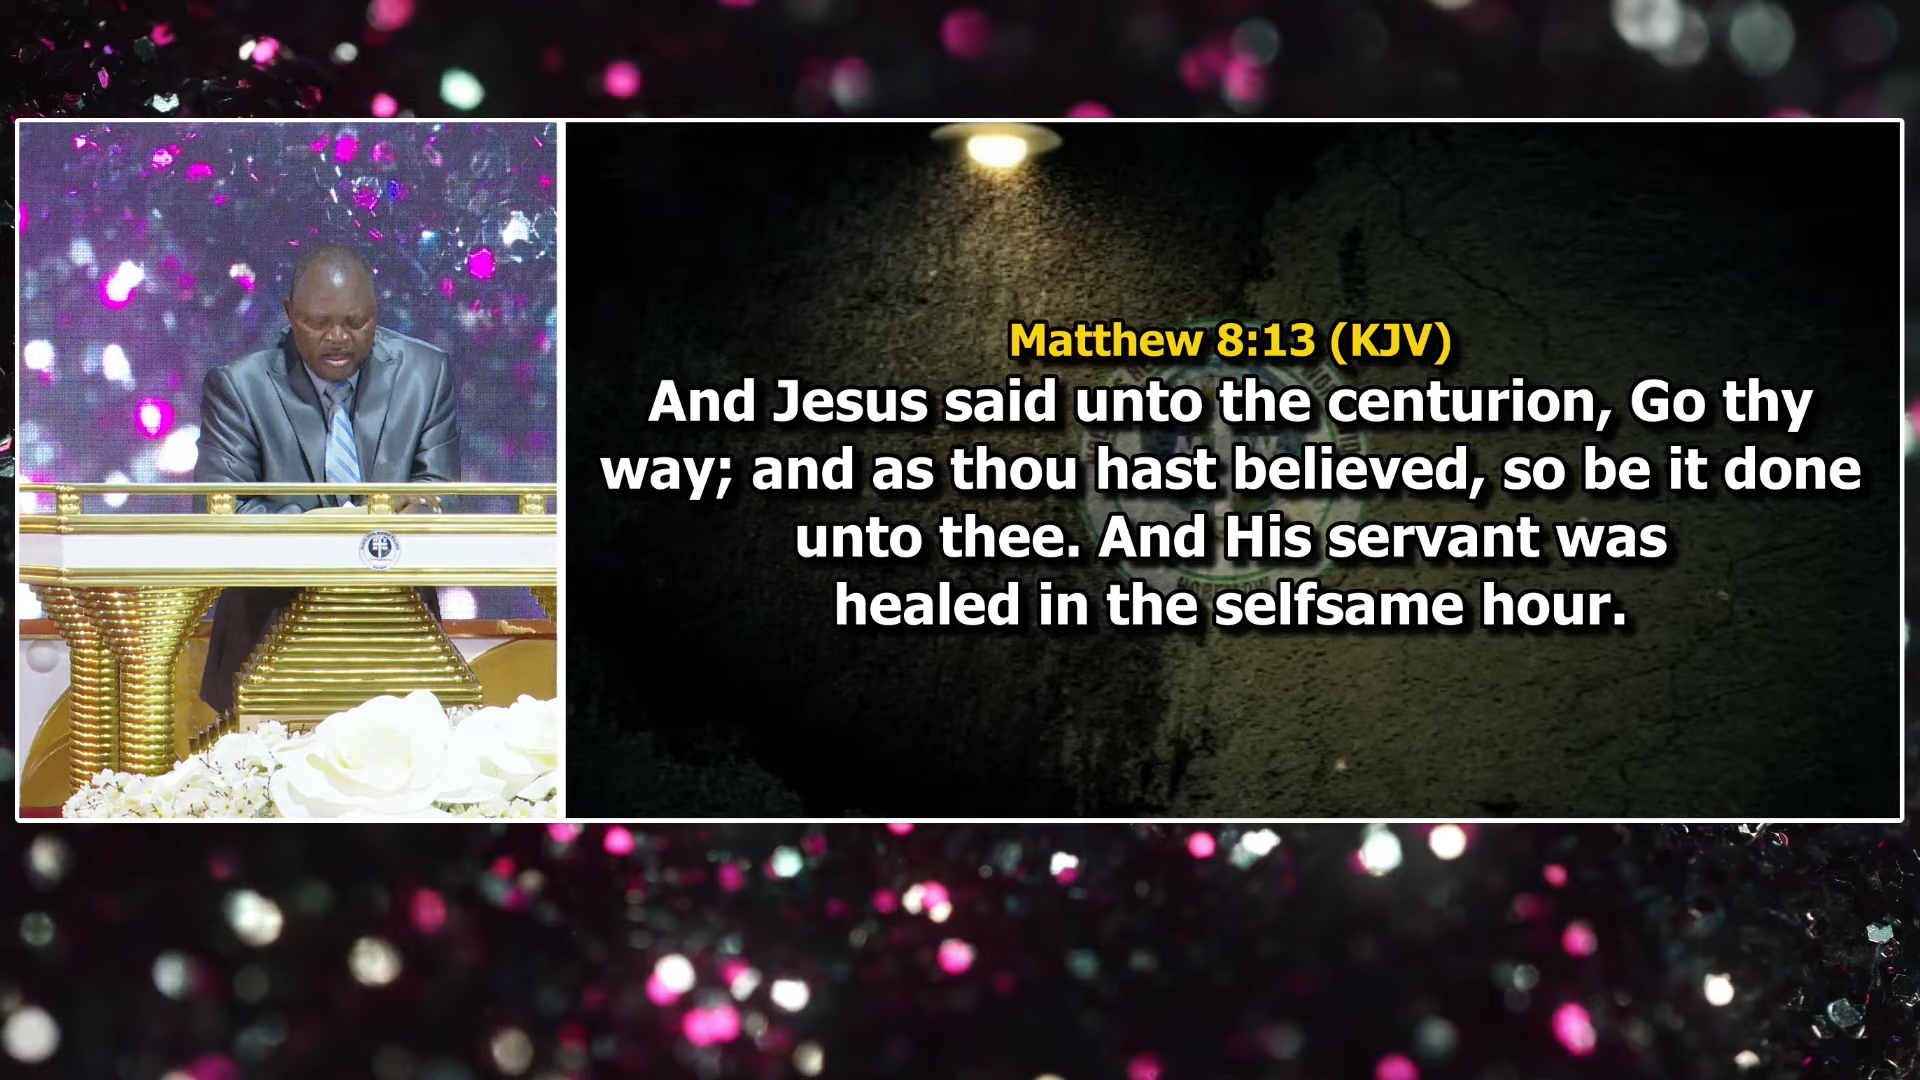 Matthew 8:13 (KJV)
And Jesus said unto the centurion, Go thy
way; and as thou hast believed, so be it done
unto thee. And His servant was
healed in the selfsame hour.